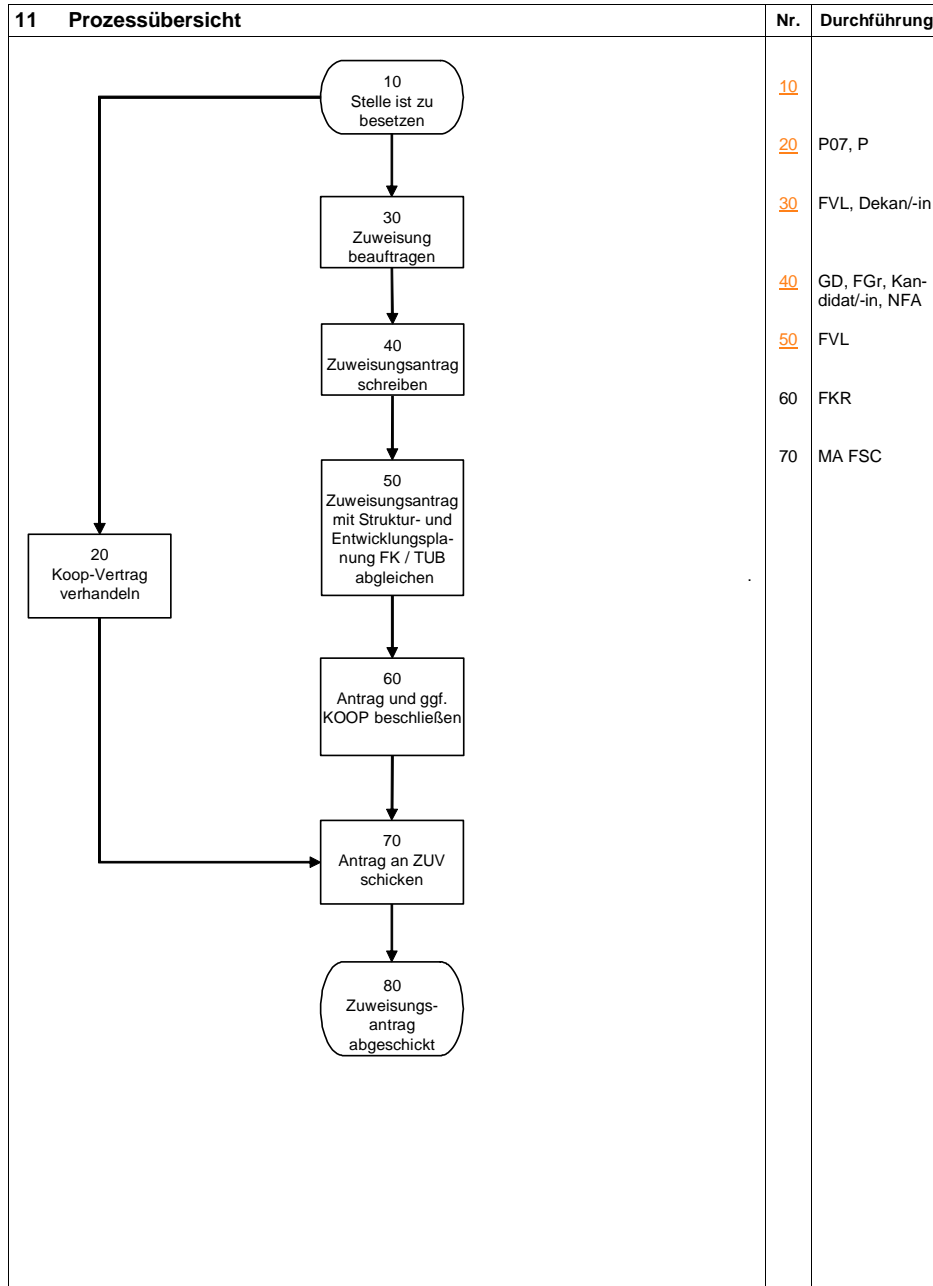 11 Prozessübersicht
Nr.
Durchführung
10
Stelle ist zu
besetzen
30
Zuweisung
beauftragen
40
Zuweisungsantrag
schreiben
50
Zuweisungsantrag
mit Struktur- und
Entwicklungspla-
nung FK / TUB
abgleichen
20
Koop-Vertrag
verhandeln
60
Antrag und ggf.
KOOP beschließen
70
Antrag an ZUV
schicken
80
Zuweisungs-
antrag
abgeschickt
.
10
20 P07, P
30 FVL, Dekan/-in
40 GD, FGr, Kan-
didat/-in, NFA
50 FVL
60 FKR
70 MA FSC